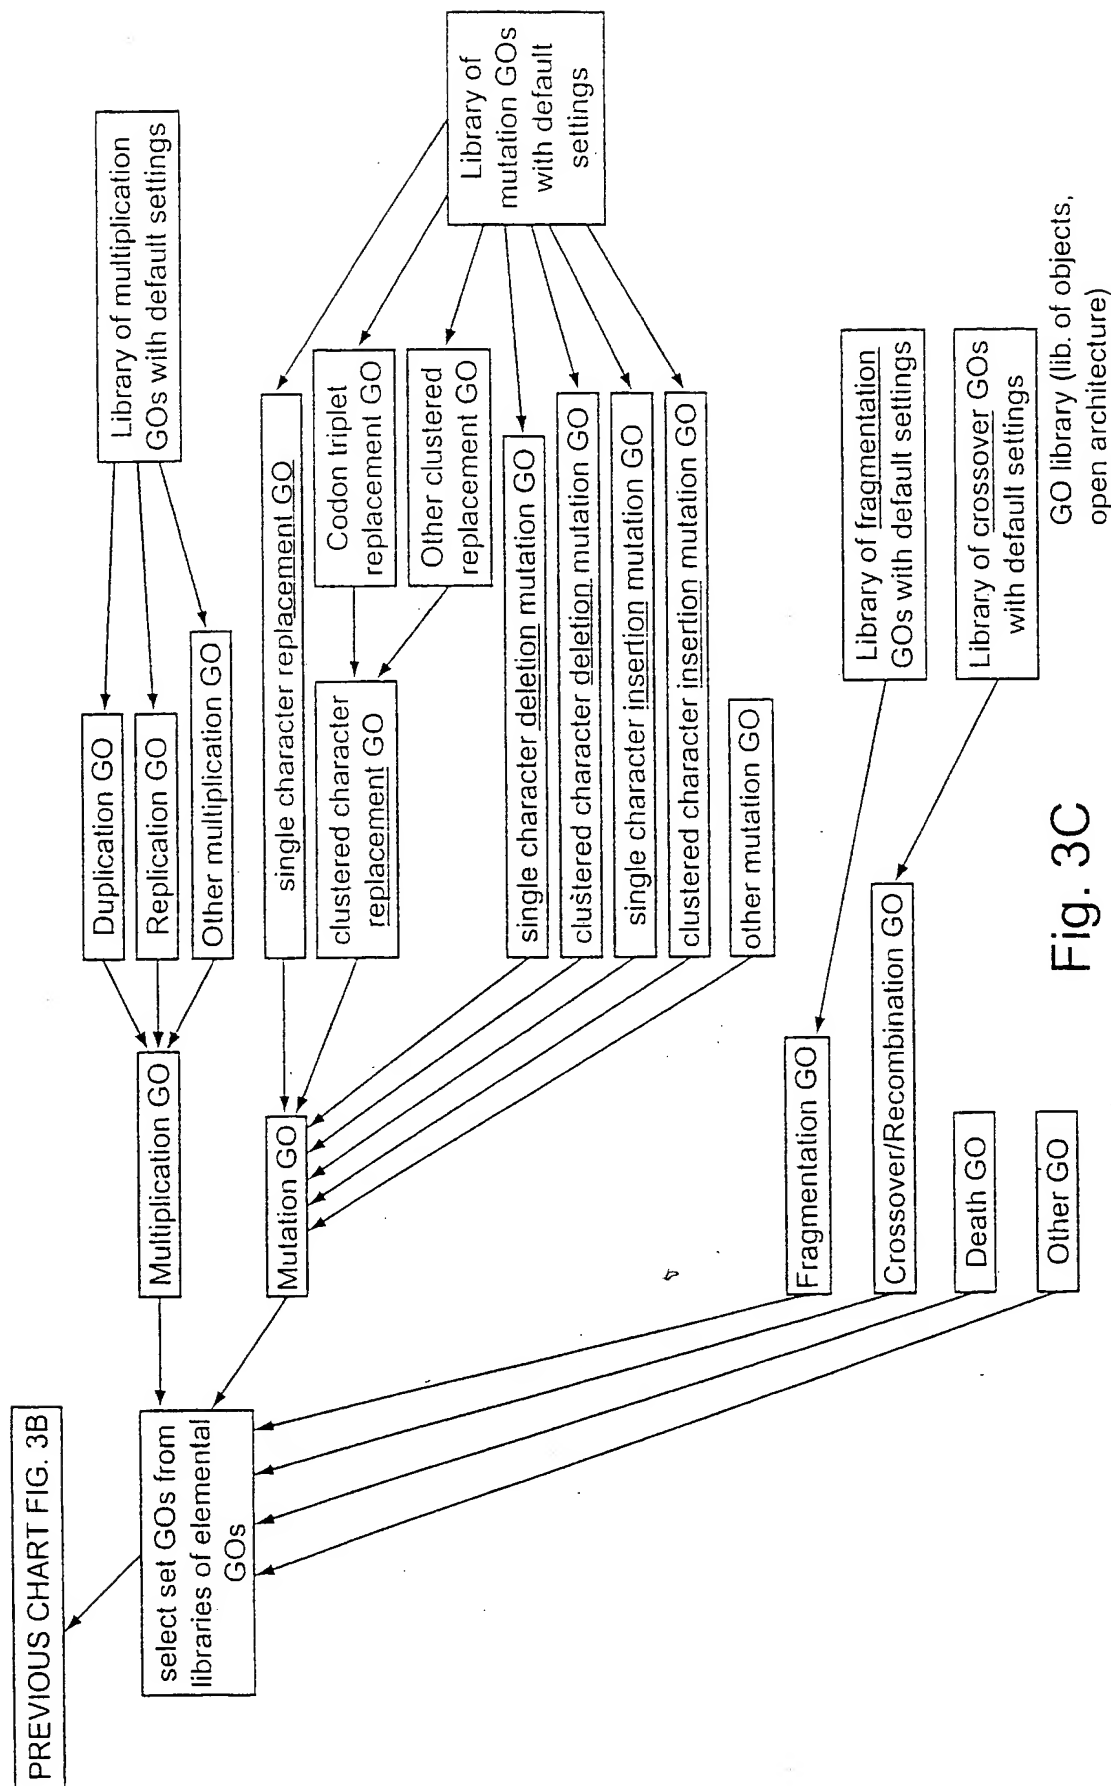 PREVIOUS CHART FIG. 3B
select set GOs from
libraries of elemental
GOs
Multiplication GO
Duplication GO
Replication GO
Other multiplication GO
Library of multiplication
GOs with default settings
Mutation GO
single character replacement GO
clustered character
replacement GO
Codon triplet
replacement GO
Other clustered
replacement GO
single character deletion mutation GO
clustered character deletion mutation GO
single character insertion mutation GO
clustered character insertion mutation GO
other mutation GO
Library of
mutation GOs
with default
settings
Fragmentation GO
Library of fragmentation
GOs with default settings
Crossover/Recombination GO
Library of crossover GOs
with default settings
Death GO
Other GO
GO library (lib. of objects,
open architecture)
Fig. 3C